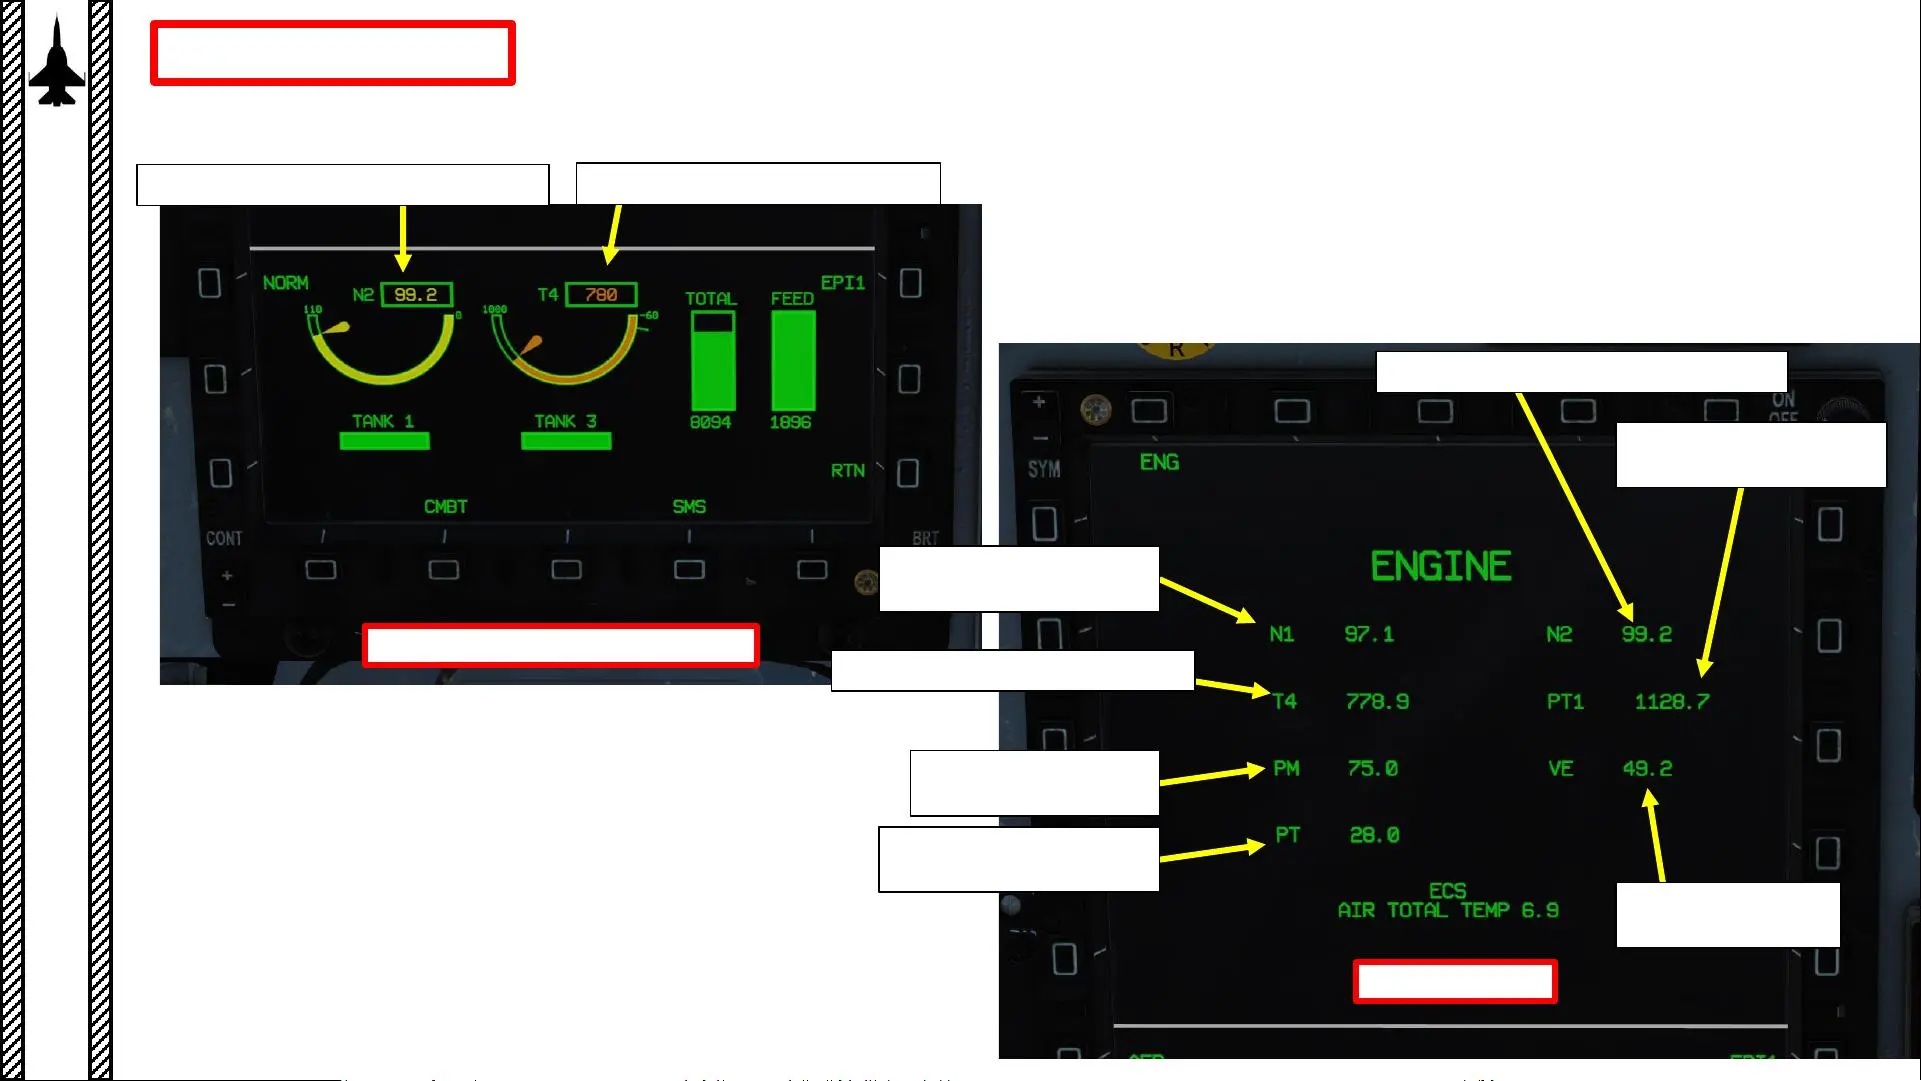 NORM
N2 99.2
T4 780
EPI1
110
0
1000
-60
TOTAL
FEED
TANK 1
TANK 3
8094
1896
RTN
CMBT
SMS
CONT
BRT
+
-
R
+
-
SYM
ON
OFF
ENG
ENGINE
N1 97.1
N2 99.2
T4 778.9
PT1 1128.7
PM 75.0
VE 49.2
PT 28.0
ECS
AIR TOTAL TEMP 6.9